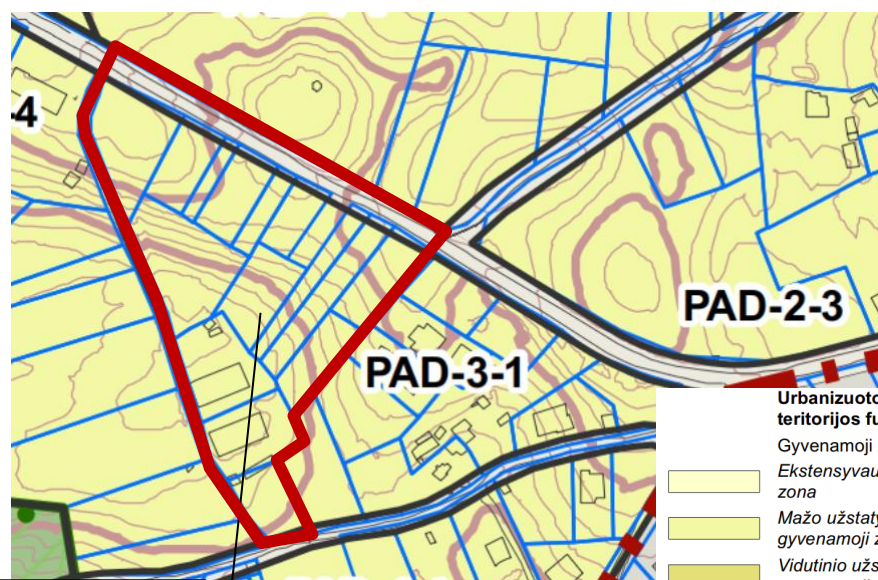 -4
PAD-2-3
PAD-3-1
Urbanizuoto
teritorijos fu
Gyvenamoji
Ekstensyvau
zona
Mažo užstaty
gyvenamoji z
Vidutinio užs